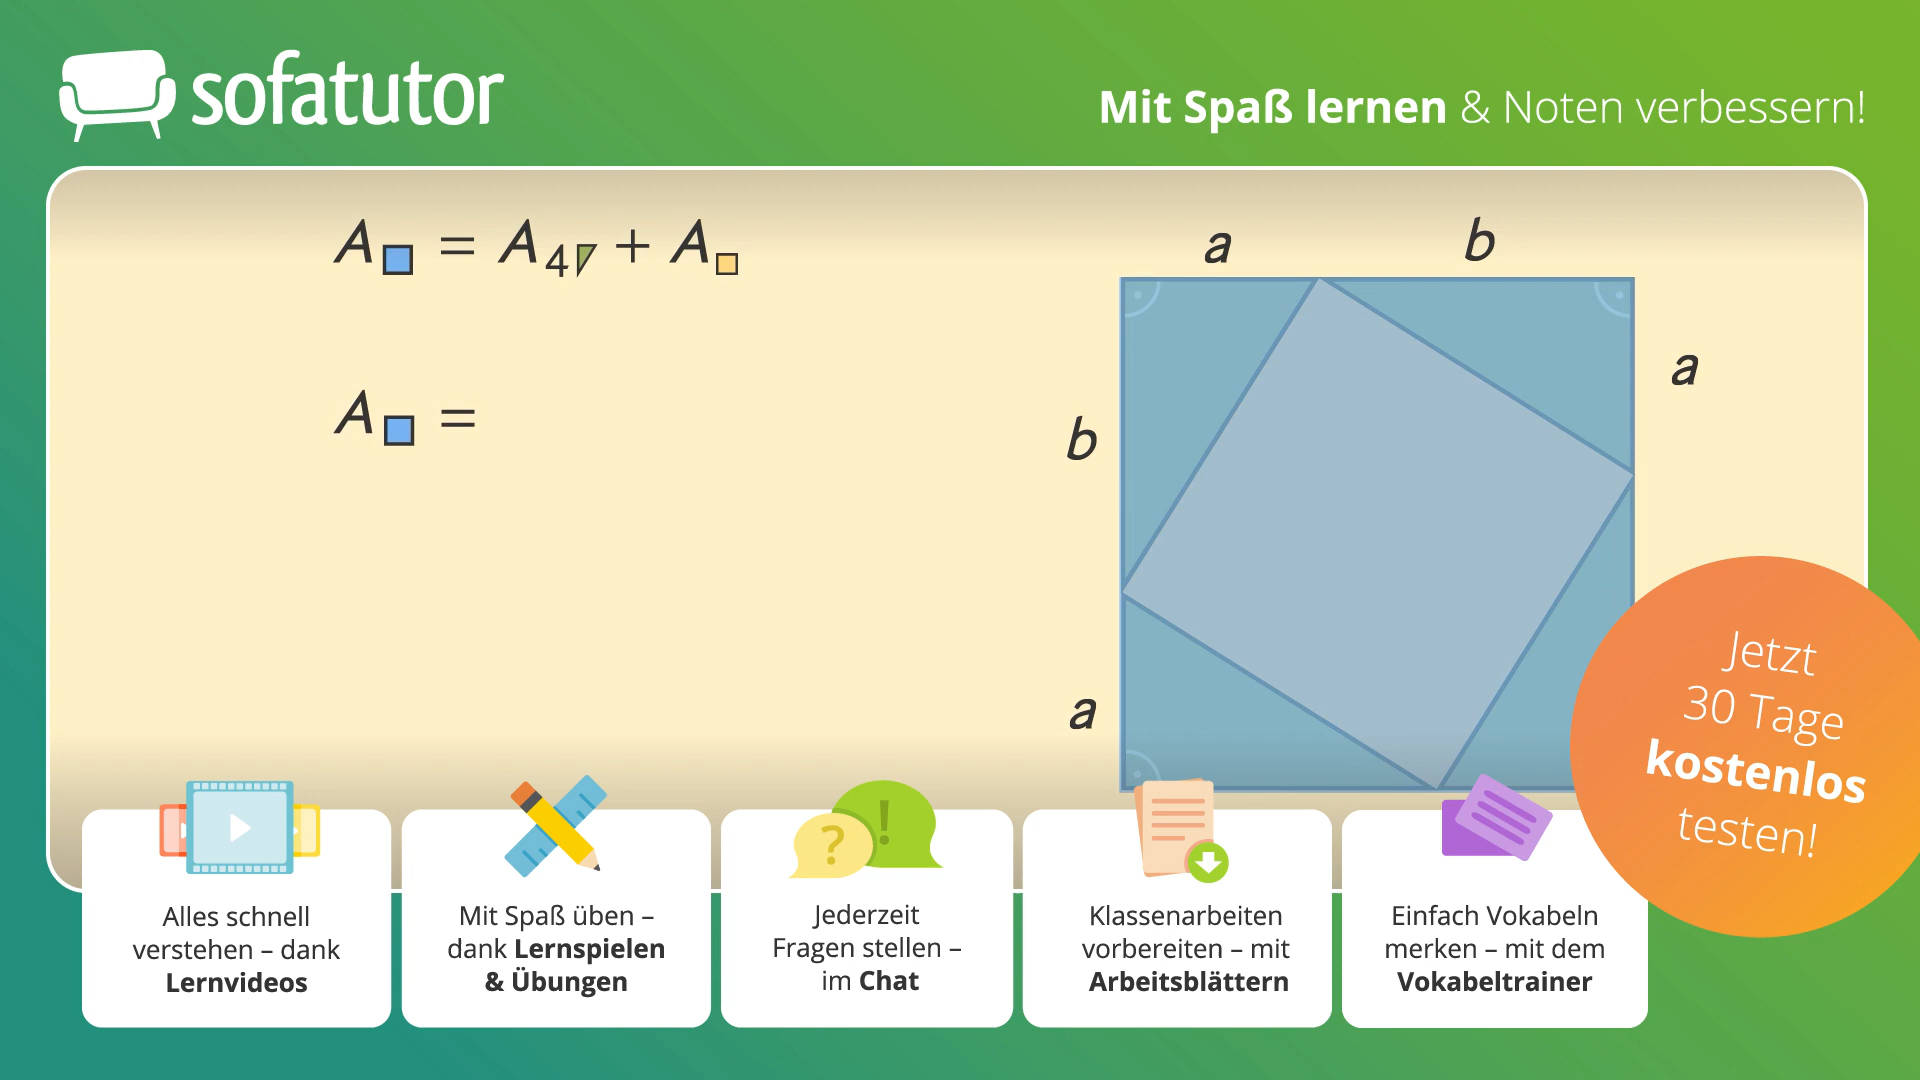 sofatutor
Mit Spaß lernen & Noten verbessern!
A = A 4 + A
A =
a b
a
b
a
Jetzt
30 Tage
kostenlos
testen!
? !
Alles schnell
verstehen – dank
Lernvideos
Mit Spaß üben –
dank Lernspielen
& Übungen
Jederzeit
Fragen stellen –
im Chat
Klassenarbeiten
vorbereiten – mit
Arbeitsblättern
Einfach Vokabeln
merken – mit dem
Vokabeltrainer